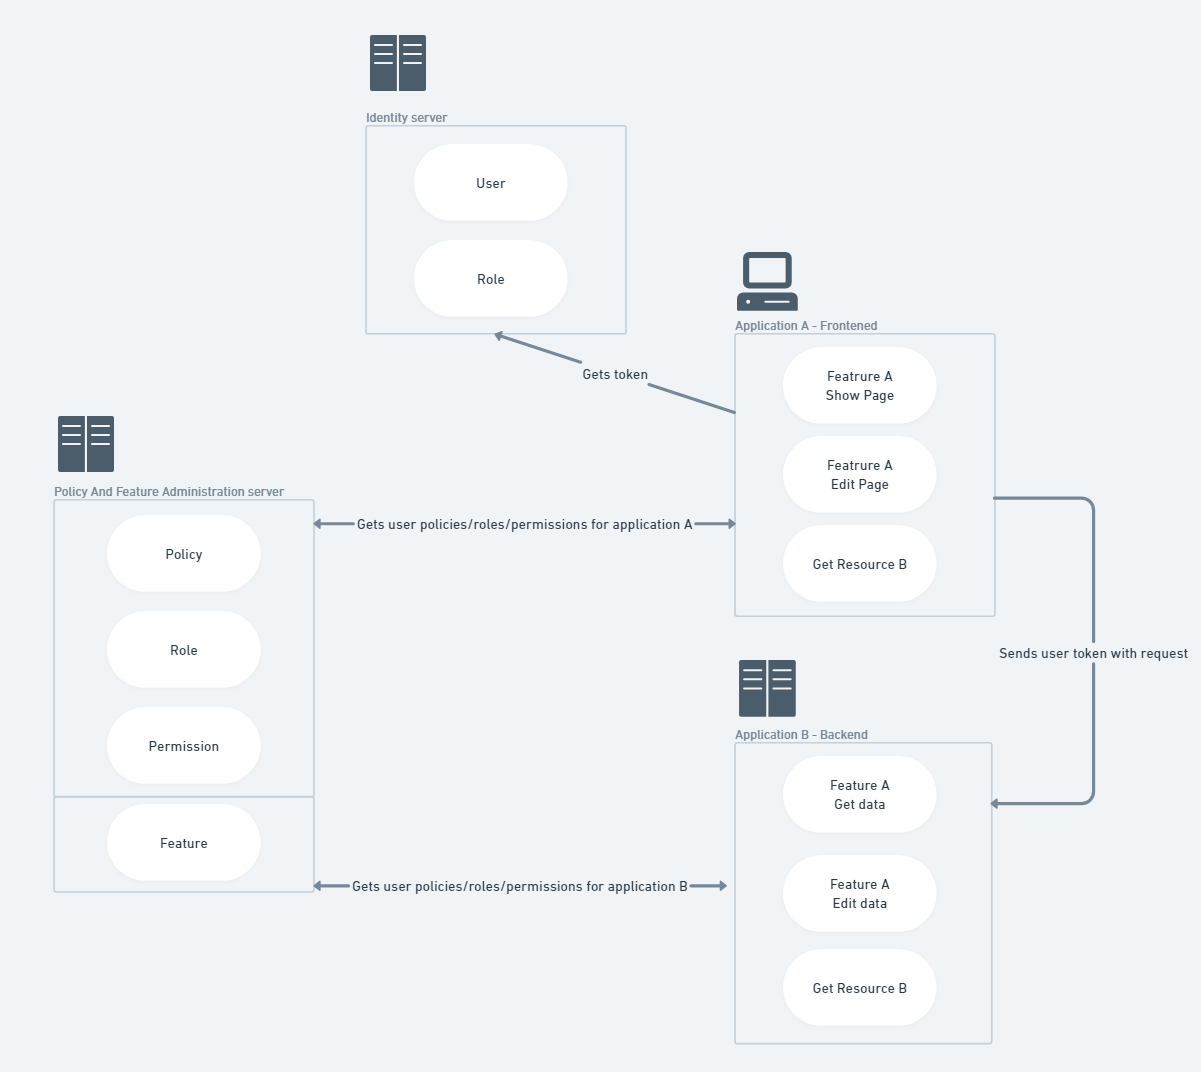 Identity server
User
Role
Gets token
Application A - Frontened
Featrure A
Show Page
Featrure A
Edit Page
Get Resource B
Policy And Feature Administration server
Policy
Role
Permission
Feature
Gets user policies/roles/permissions for application A
Sends user token with request
Application B - Backend
Feature A
Get data
Feature A
Edit data
Get Resource B
Gets user policies/roles/permissions for application B